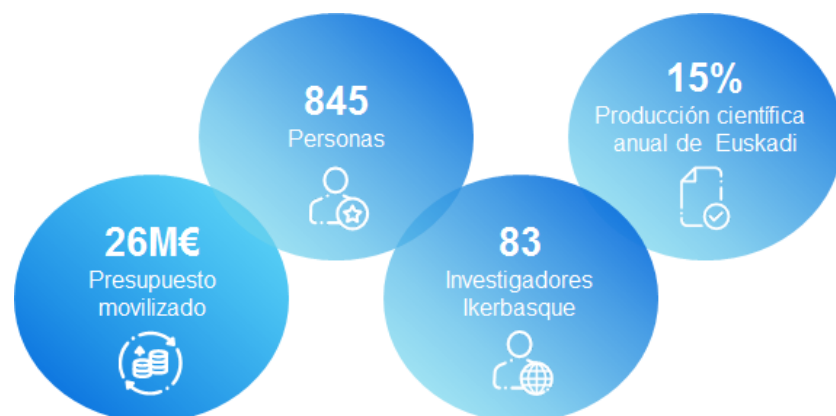 26M€
Presupuesto
movilizado
845
Personas
83
Investigadores
Ikerbasque
15%
Producción científica
anual de Euskadi